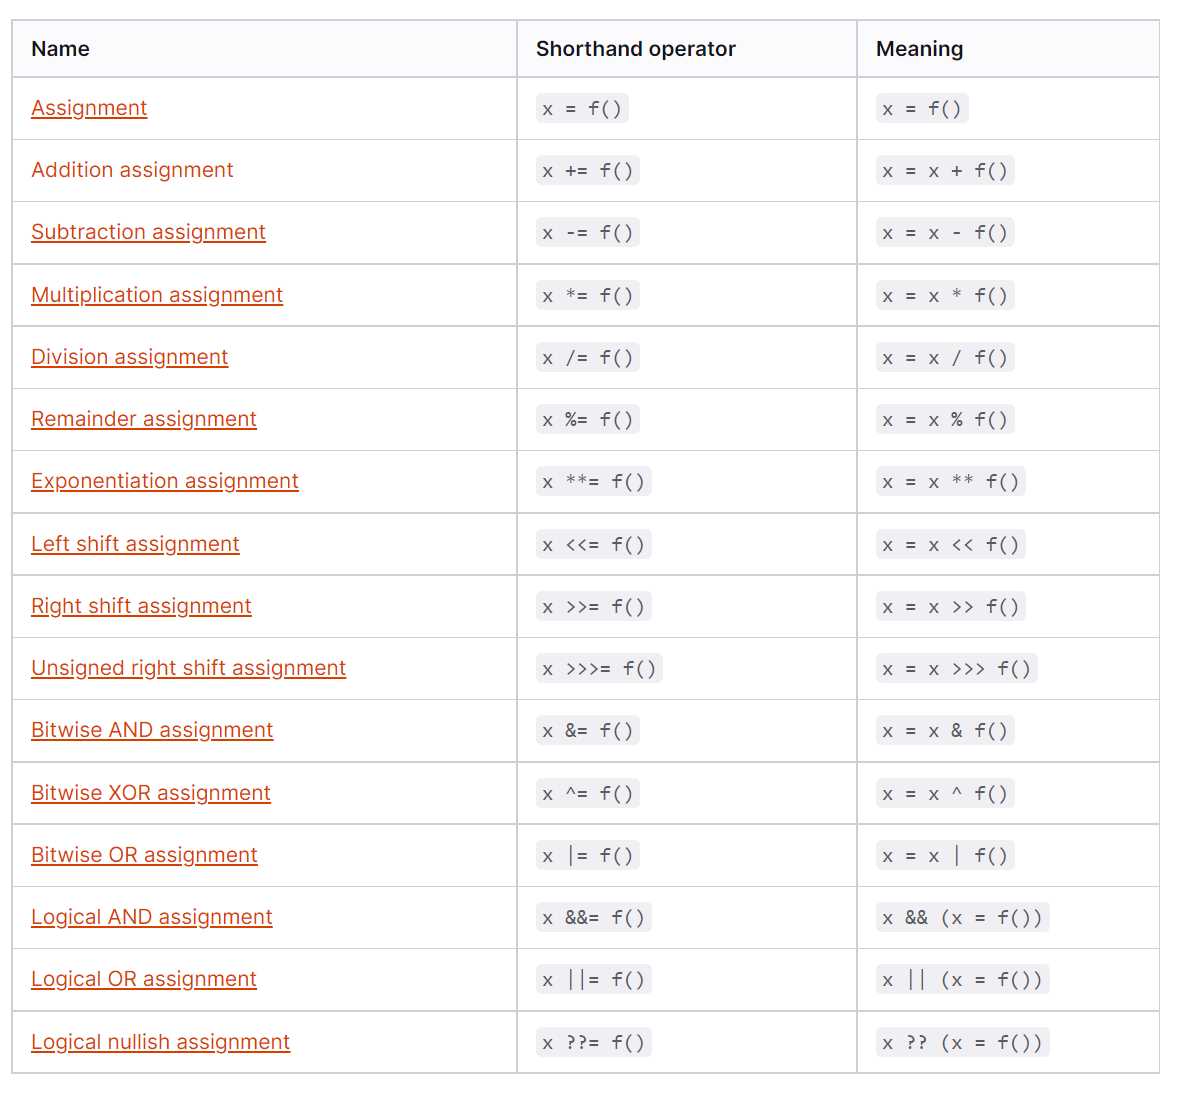 Name Shorthand operator Meaning
Assignment x = f() x = f()
Addition assignment x += f() x = x + f()
Subtraction assignment x -= f() x = x - f()
Multiplication assignment x *= f() x = x * f()
Division assignment x /= f() x = x / f()
Remainder assignment x %= f() x = x % f()
Exponentiation assignment x **= f() x = x ** f()
Left shift assignment x <<= f() x = x << f()
Right shift assignment x >>= f() x = x >> f()
Unsigned right shift assignment x >>>= f() x = x >>> f()
Bitwise AND assignment x &= f() x = x & f()
Bitwise XOR assignment x ^= f() x = x ^ f()
Bitwise OR assignment x |= f() x = x | f()
Logical AND assignment x &&= f() x && (x = f())
Logical OR assignment x ||= f() x || (x = f())
Logical nullish assignment x ??= f() x ?? (x = f())